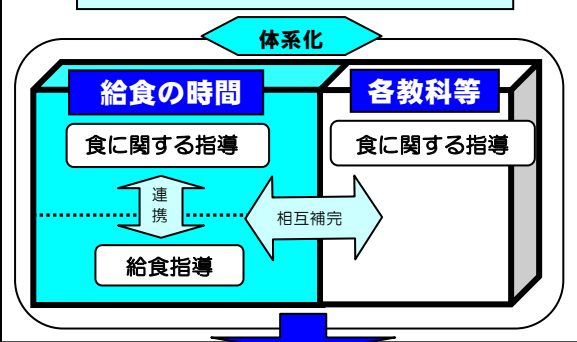 体系化
給食の時間
各教科等
食に関する指導
食に関する指導
連携
相互補完
給食指導